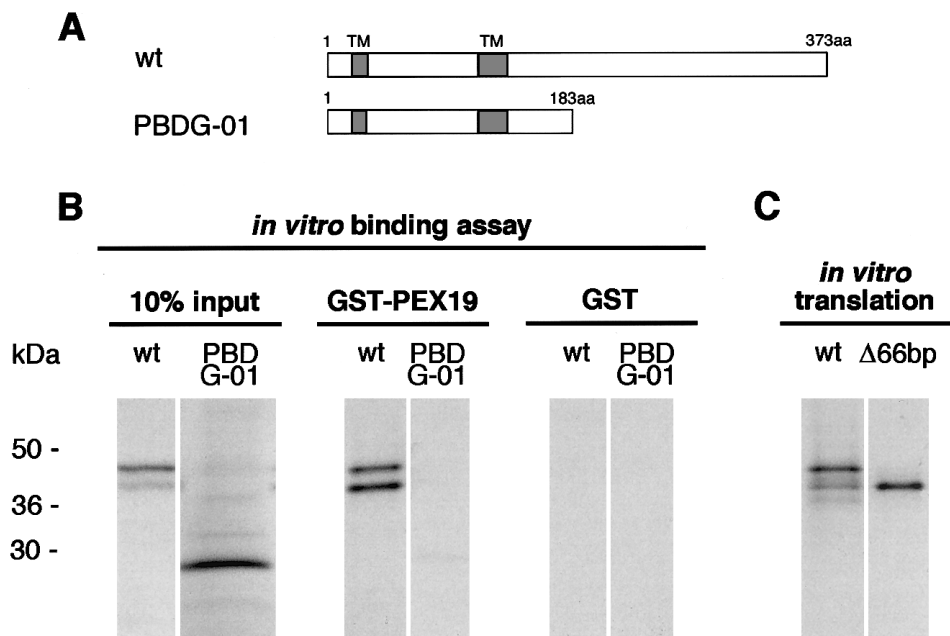 A
1 TM TM 373aa
wt
1 183aa
PBDG-01
B
in vitro binding assay
10% input GST-PEX19 GST
kDa wt PBD G-01 wt PBD G-01 wt PBD G-01
50 -
36 -
30 -
C
in vitro
translation
wt Δ66bp